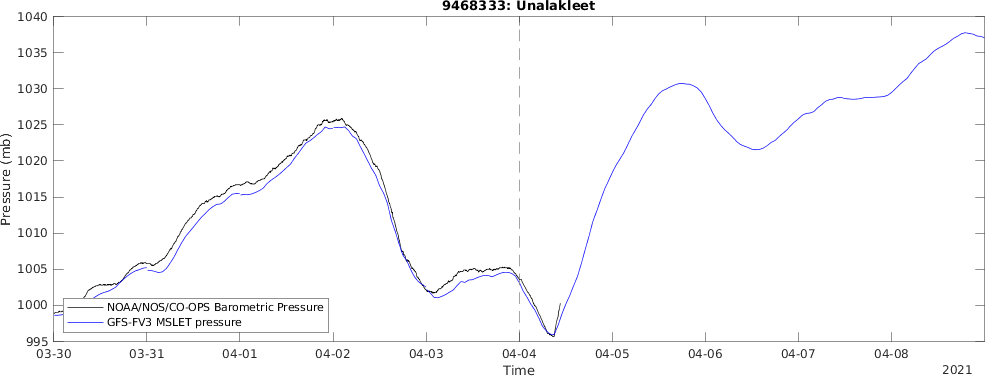 9468333: Unalakleet
1040
1035
1030
1025
1020
1015
1010
1005
1000
995
Pressure (mb)
NOAA/NOS/CO-OPS Barometric Pressure
GFS-FV3 MSLET pressure
03-30 03-31 04-01 04-02 04-03 04-04 04-05 04-06 04-07 04-08
Time
2021